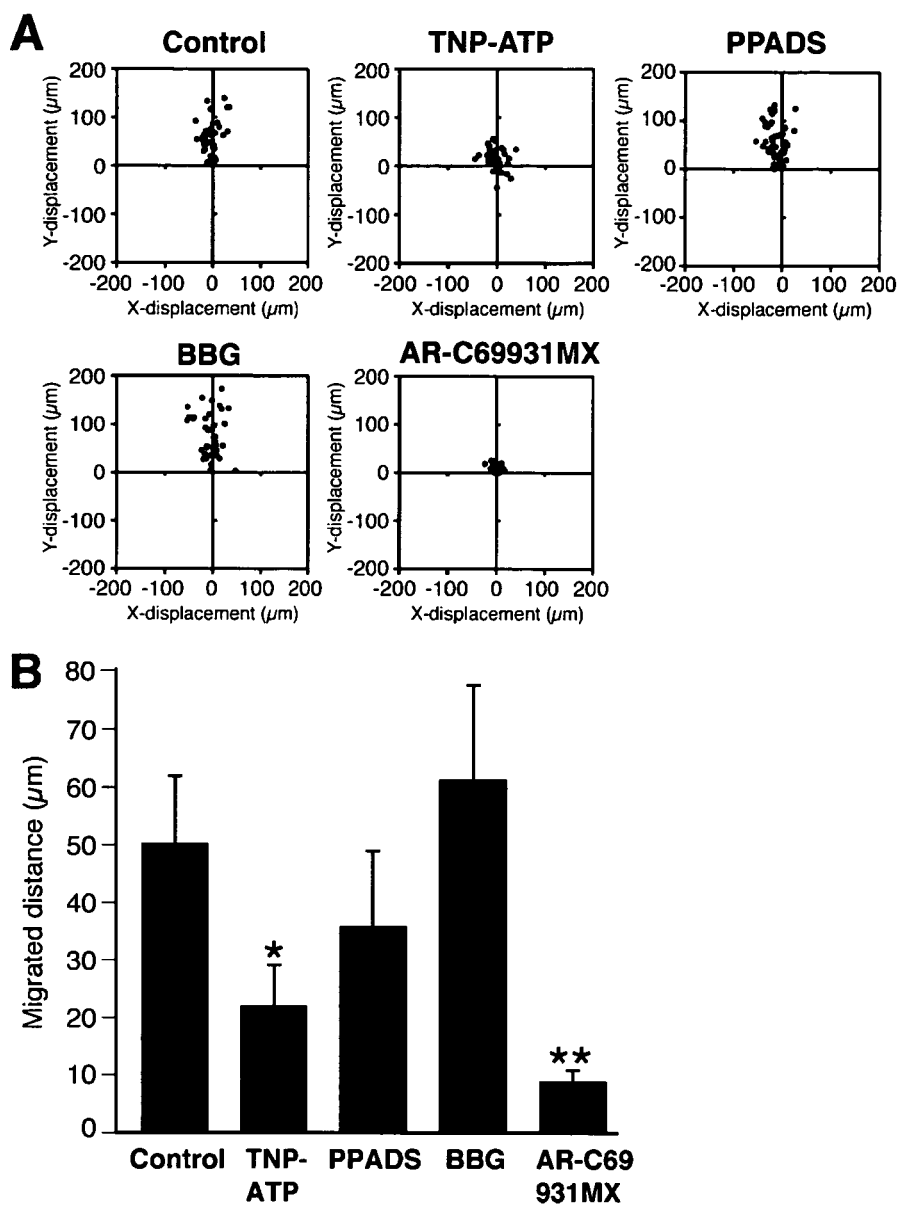 A
Control
TNP-ATP
PPADS
Y-displacement (µm)
200
100
0
-100
-200
-200 -100 0 100 200
X-displacement (µm)
Y-displacement (µm)
200
100
0
-100
-200
-200 -100 0 100 200
X-displacement (µm)
Y-displacement (µm)
200
100
0
-100
-200
-200 -100 0 100 200
X-displacement (µm)
BBG
AR-C69931MX
Y-displacement (µm)
200
100
0
-100
-200
-200 -100 0 100 200
X-displacement (µm)
Y-displacement (µm)
200
100
0
-100
-200
-200 -100 0 100 200
X-displacement (µm)
B
Migrated distance (µm)
80
70
60
50
40
30
20
10
0
*
**
Control TNP- PPADS BBG AR-C69
ATP 931MX